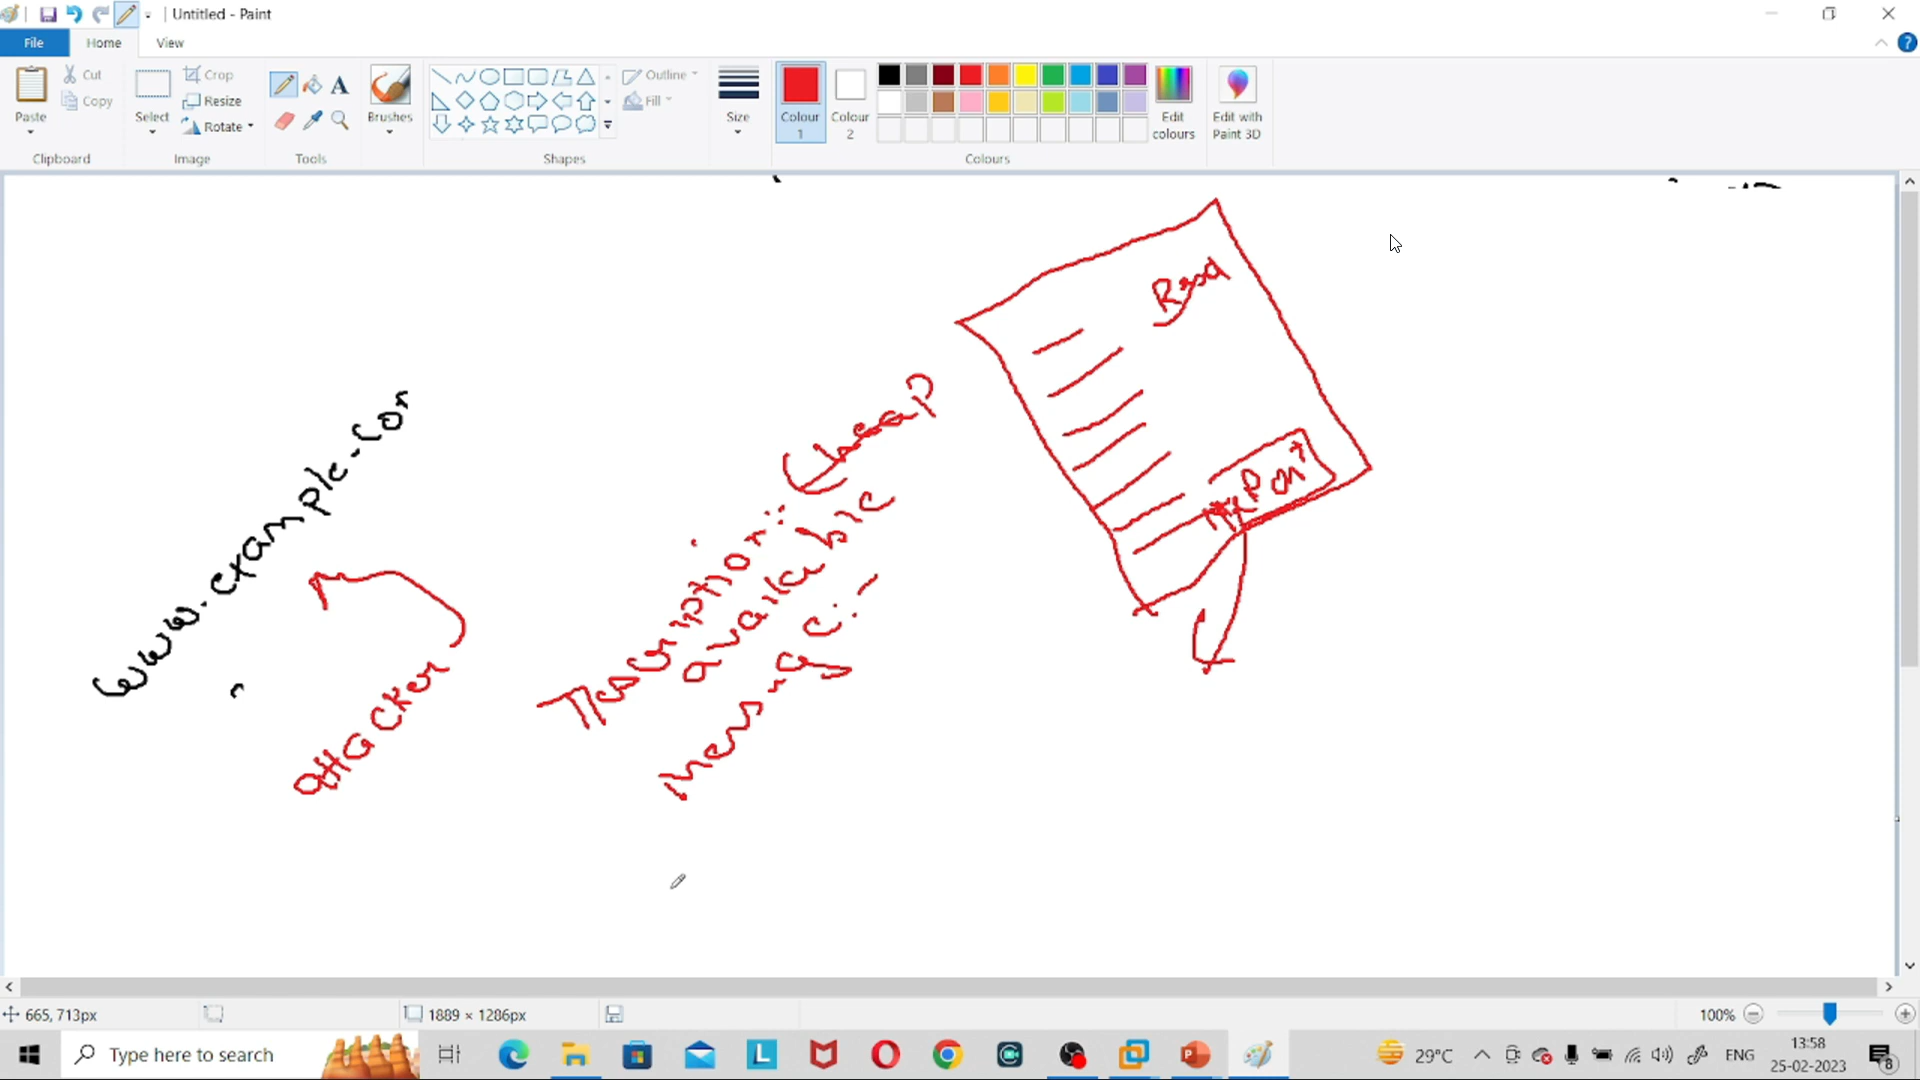 Untitled - Paint
File
Home
View
Paste
Cut
Copy
Clipboard
Select
Crop
Resize
Rotate
Image
A
Tools
Brushes
Shapes
Outline
Fill
Size
Colour 1
Colour 2
Edit colours
Edit with Paint 3D
Colours
www.example.com
attacker
cheap
available
Message:-
Read
665, 713px
1889 × 1286px
100%
Type here to search
29°C
ENG
13:58
25-02-2023
8